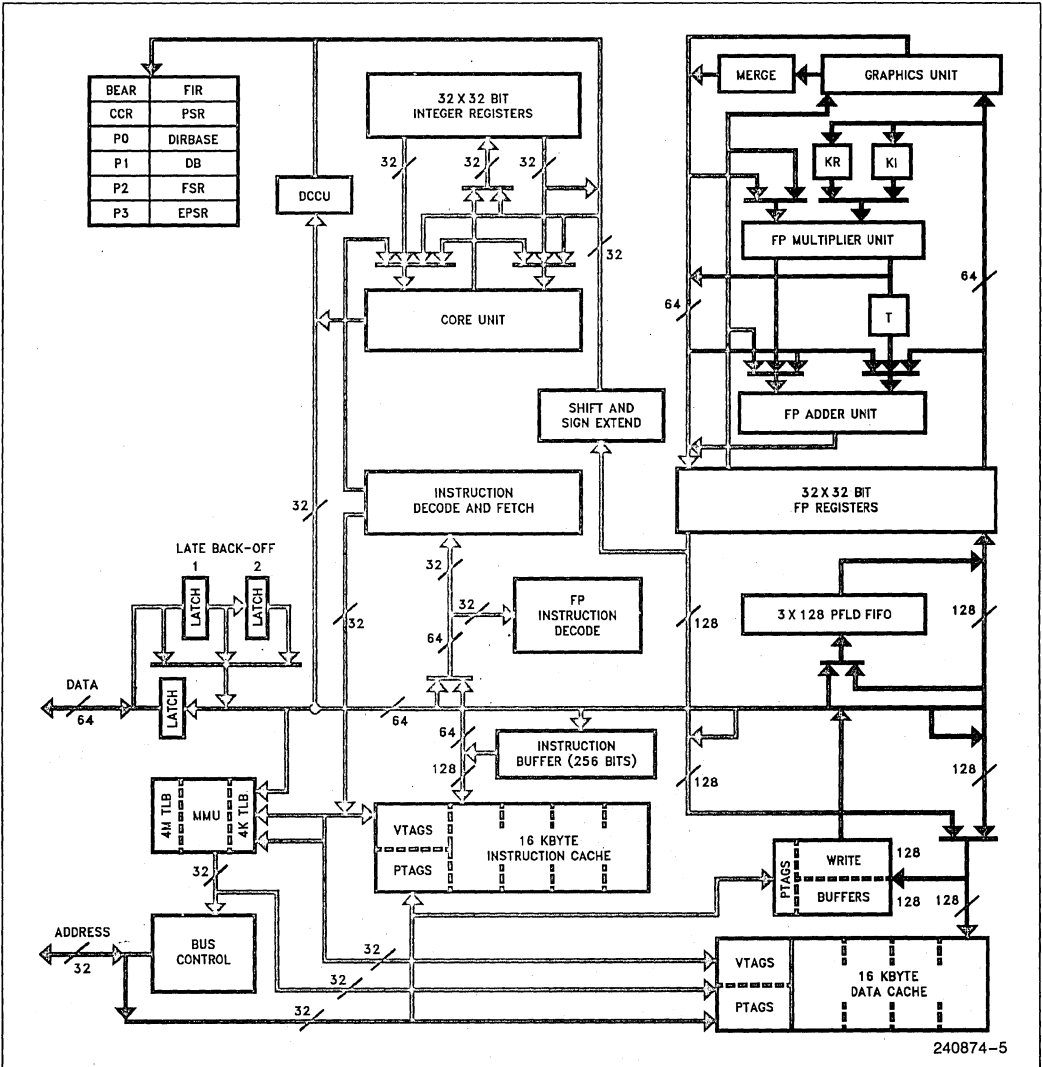 BEAR FIR
CCR PSR
P0 DIRBASE
P1 DB
P2 FSR
P3 EPSR
DCCU
32 X 32 BIT
INTEGER REGISTERS
32
32
32
32
CORE UNIT
MERGE
GRAPHICS UNIT
KR
KI
FP MULTIPLIER UNIT
64
64
T
FP ADDER UNIT
SHIFT AND
SIGN EXTEND
32 X 32 BIT
FP REGISTERS
INSTRUCTION
DECODE AND FETCH
32
LATE BACK-OFF
1 2
LATCH
LATCH
32
32
32
64
FP
INSTRUCTION
DECODE
128
3 X 128 PFLD FIFO
128
DATA
64
LATCH
64
64
128
INSTRUCTION
BUFFER (256 BITS)
128
128
4M TLB
MMU
4K TLB
32
VTAGS
PTAGS
16 KBYTE
INSTRUCTION CACHE
PTAGS
WRITE
BUFFERS
128
128
128
ADDRESS
32
BUS
CONTROL
32
32
32
VTAGS
PTAGS
16 KBYTE
DATA CACHE
240874-5